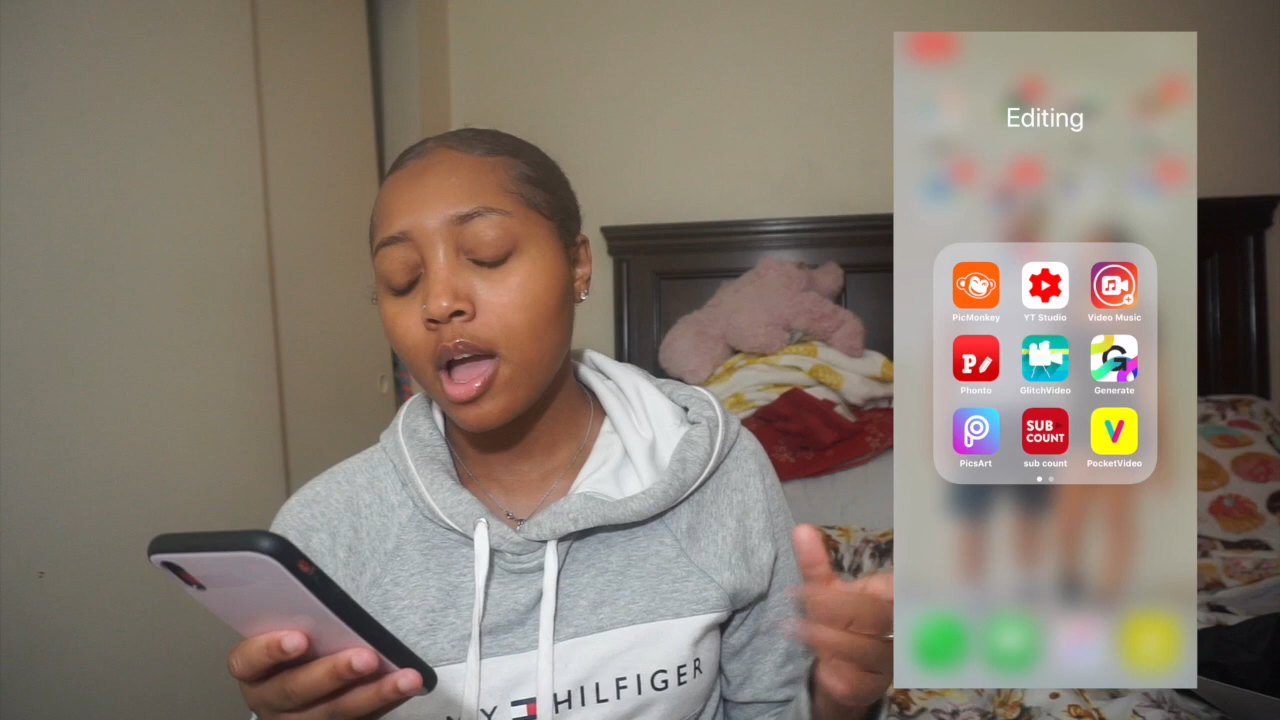 Editing
PicMonkey
YT Studio
Video Music
P
Phonto
GlitchVideo
G
Generate
P
PicsArt
SUB
COUNT
sub count
V
PocketVideo
Y HILFIGER